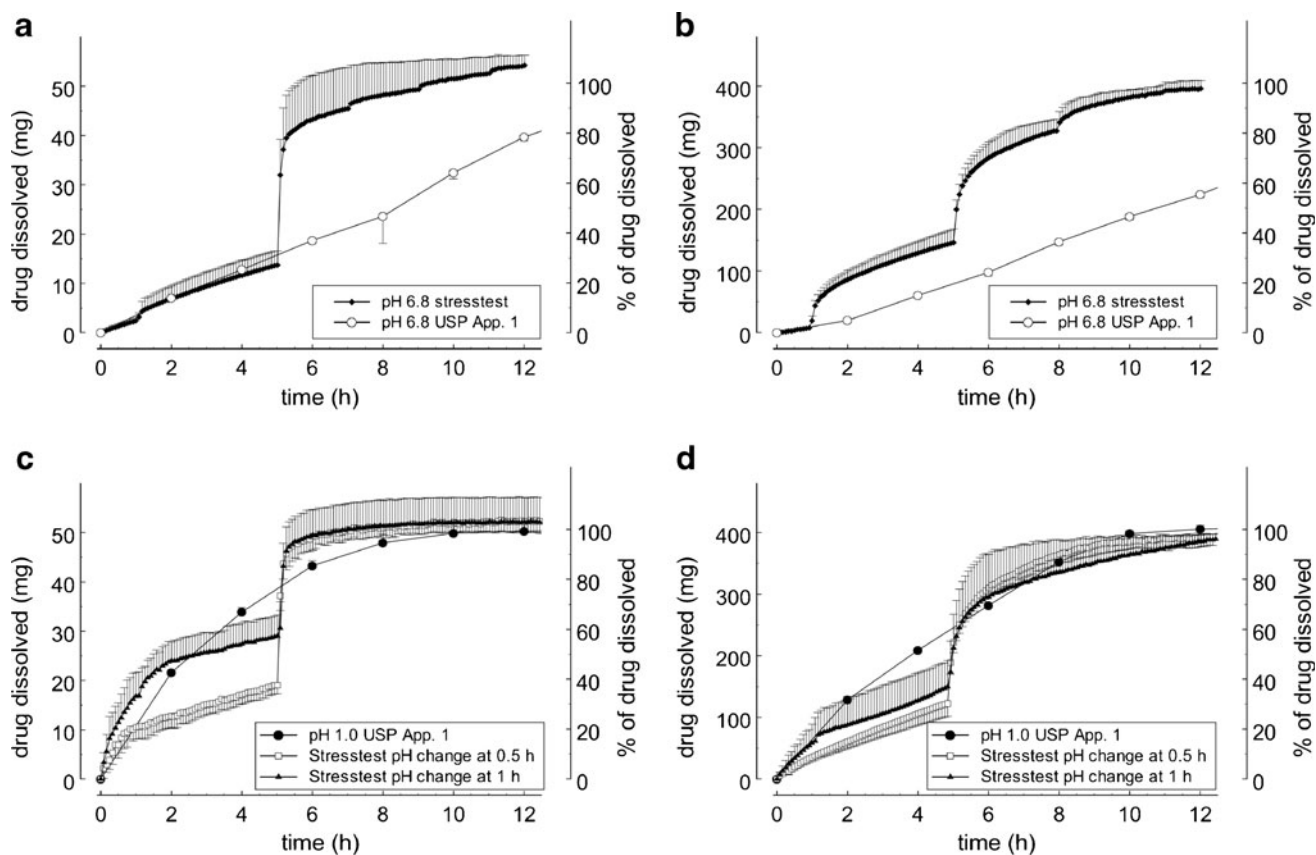 a
drug dissolved (mg)
50
40
30
20
10
0
100
80
60
40
20
0
% of drug dissolved
pH 6.8 stresstest
pH 6.8 USP App. 1
0 2 4 6 8 10 12
time (h)
b
drug dissolved (mg)
400
300
200
100
0
100
80
60
40
20
0
% of drug dissolved
pH 6.8 stresstest
pH 6.8 USP App. 1
0 2 4 6 8 10 12
time (h)
c
drug dissolved (mg)
50
40
30
20
10
0
100
80
60
40
20
0
% of drug dissolved
pH 1.0 USP App. 1
Stresstest pH change at 0.5 h
Stresstest pH change at 1 h
0 2 4 6 8 10 12
time (h)
d
drug dissolved (mg)
400
300
200
100
0
100
80
60
40
20
0
% of drug dissolved
pH 1.0 USP App. 1
Stresstest pH change at 0.5 h
Stresstest pH change at 1 h
0 2 4 6 8 10 12
time (h)